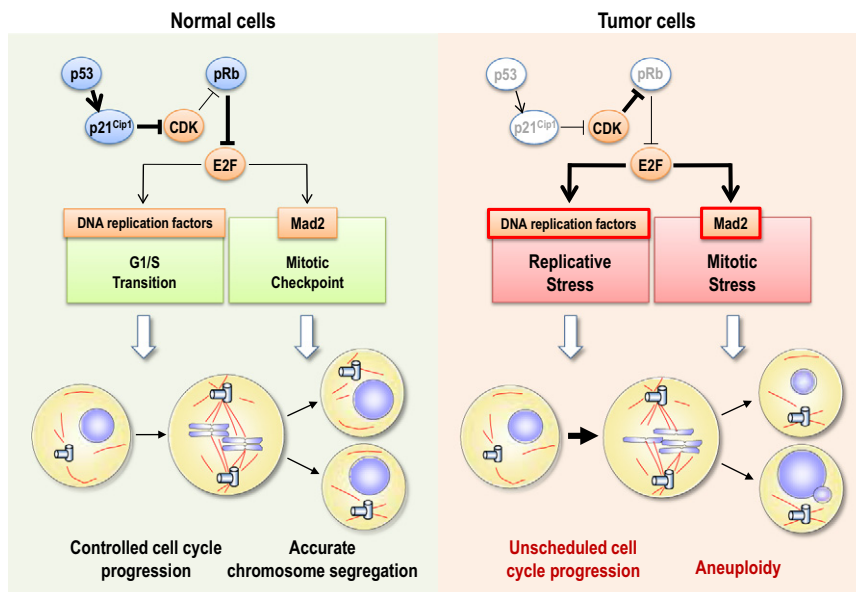 Normal cells
p53
pRb
p21Cip1
CDK
E2F
DNA replication factors
Mad2
G1/S
Transition
Mitotic
Checkpoint
Controlled cell cycle
progression
Accurate
chromosome segregation
Tumor cells
p53
pRb
p21Cip1
CDK
E2F
DNA replication factors
Mad2
Replicative
Stress
Mitotic
Stress
Unscheduled cell
cycle progression
Aneuploidy